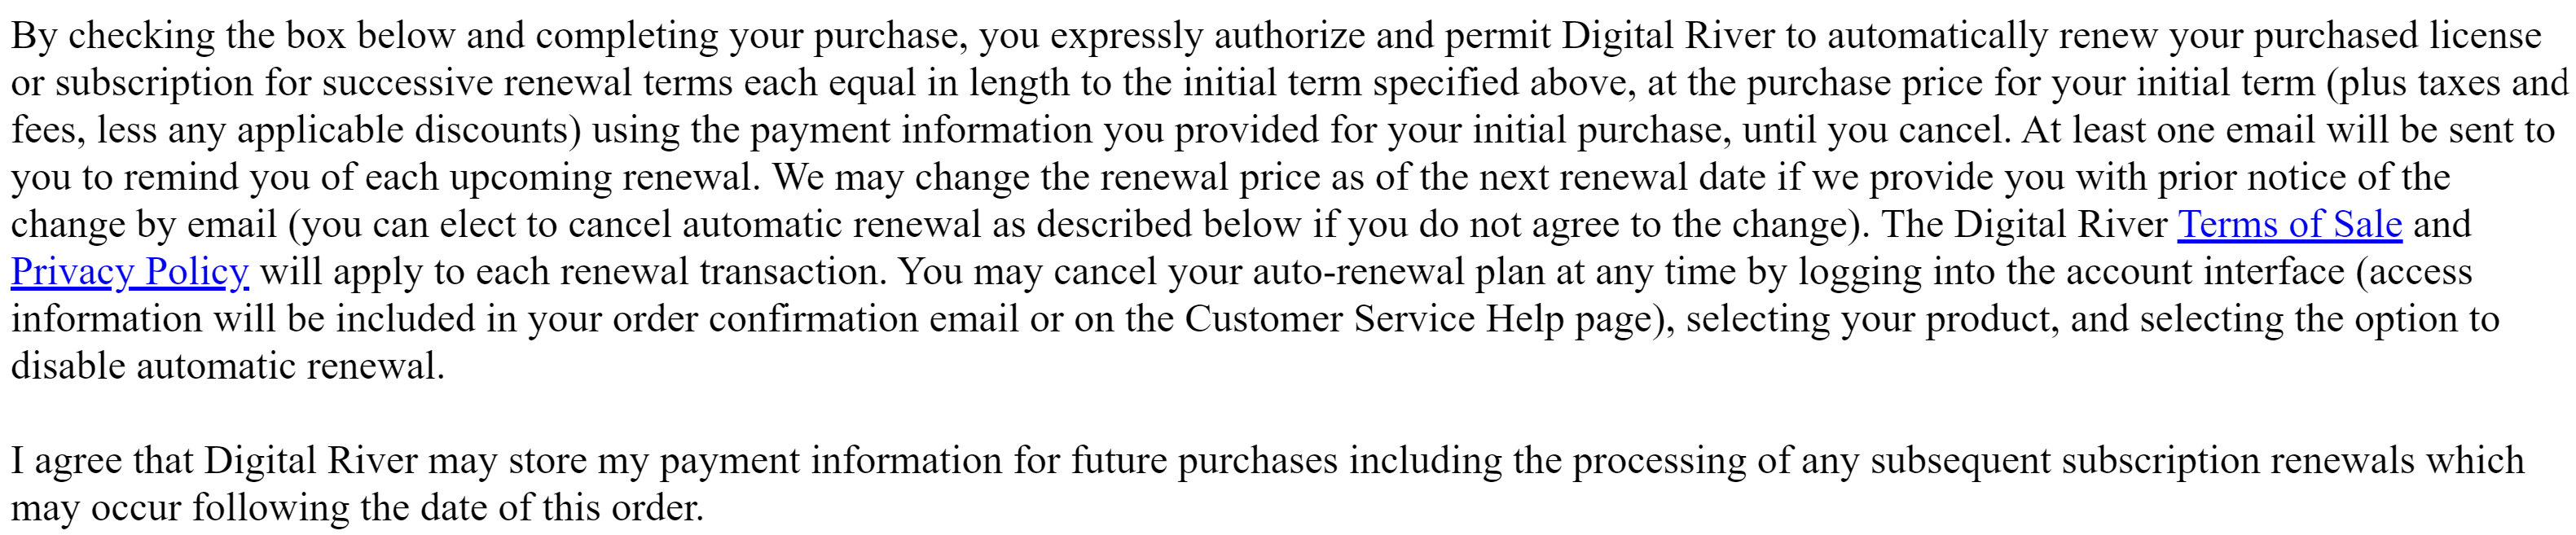 By checking the box below and completing your purchase, you expressly authorize and permit Digital River to automatically renew your purchased license
or subscription for successive renewal terms each equal in length to the initial term specified above, at the purchase price for your initial term (plus taxes and
fees, less any applicable discounts) using the payment information you provided for your initial purchase, until you cancel. At least one email will be sent to
you to remind you of each upcoming renewal. We may change the renewal price as of the next renewal date if we provide you with prior notice of the
change by email (you can elect to cancel automatic renewal as described below if you do not agree to the change). The Digital River Terms of Sale and
Privacy Policy will apply to each renewal transaction. You may cancel your auto-renewal plan at any time by logging into the account interface (access
information will be included in your order confirmation email or on the Customer Service Help page), selecting your product, and selecting the option to
disable automatic renewal.
I agree that Digital River may store my payment information for future purchases including the processing of any subsequent subscription renewals which
may occur following the date of this order.